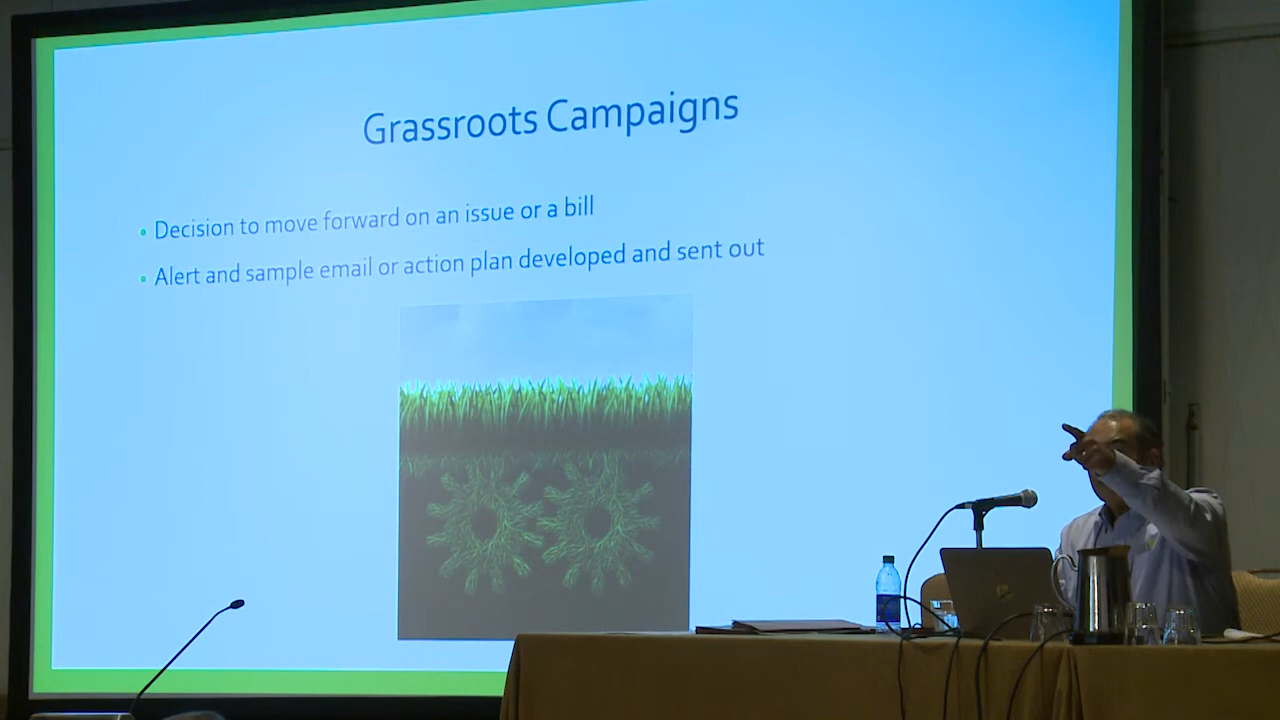 Grassroots Campaigns
• Decision to move forward on an issue or a bill
• Alert and sample email or action plan developed and sent out